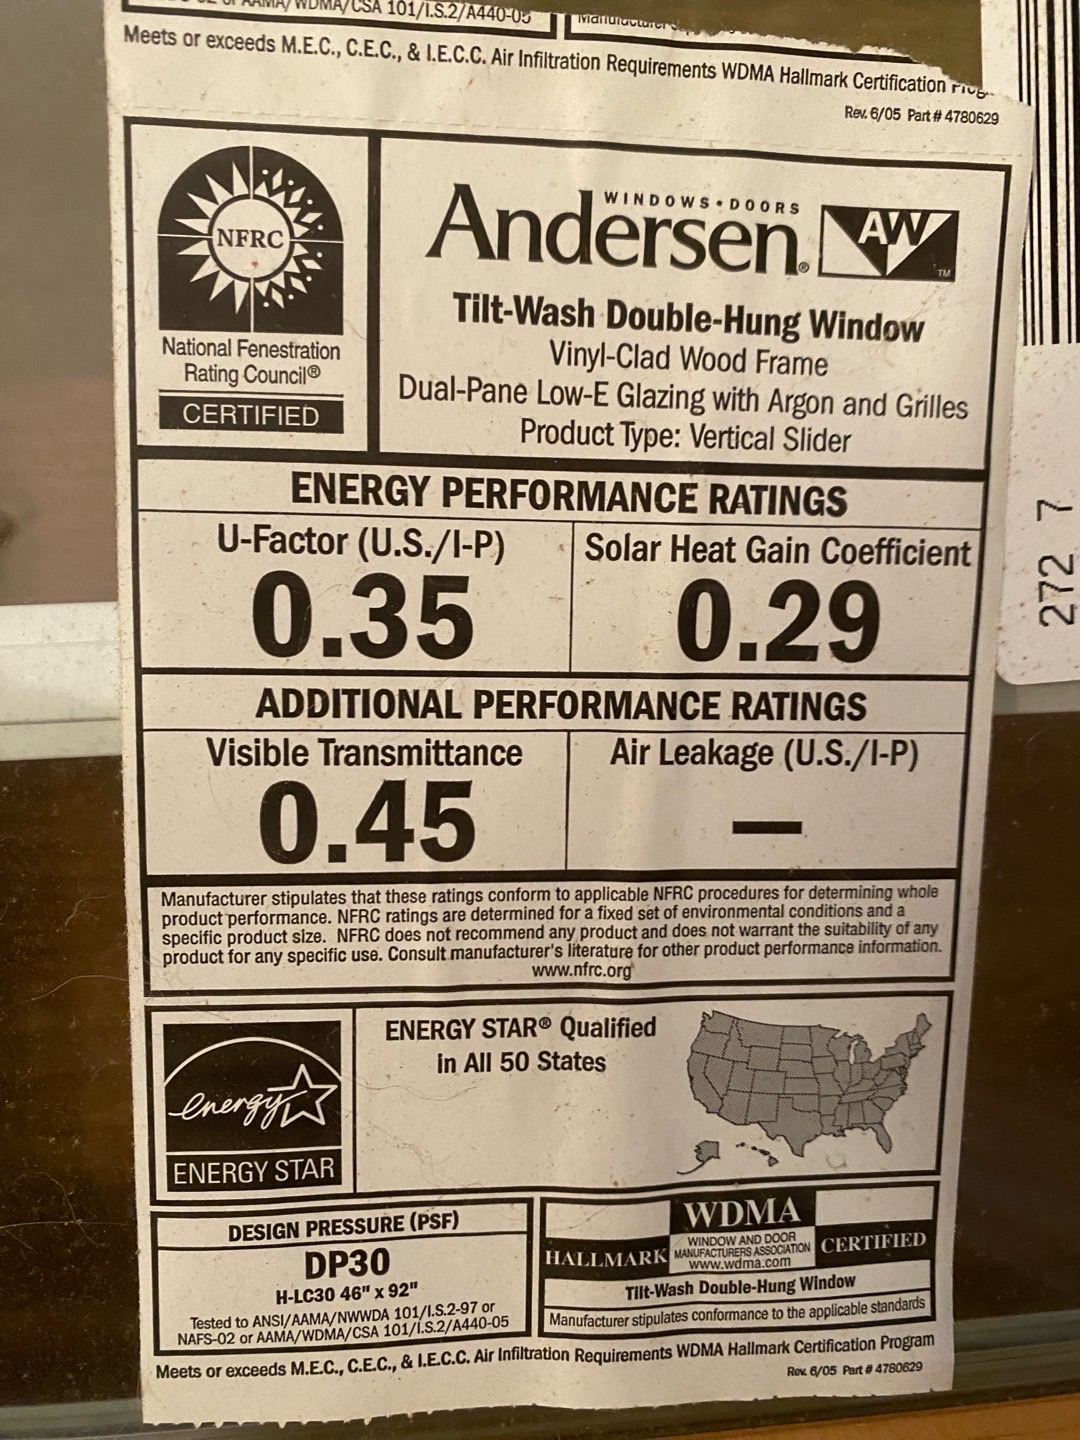 AAMA/WDMA/CSA 101/I.S.2/A440-05
Meets or exceeds M.E.C., C.E.C., & I.E.C.C. Air Infiltration Requirements WDMA Hallmark Certification
Rev. 6/05 Part # 4780629
NFRC
National Fenestration
Rating Council®
CERTIFIED
WINDOWS • DOORS
Andersen® AW™
Tilt-Wash Double-Hung Window
Vinyl-Clad Wood Frame
Dual-Pane Low-E Glazing with Argon and Grilles
Product Type: Vertical Slider
272 7
ENERGY PERFORMANCE RATINGS
U-Factor (U.S./I-P)
0.35
Solar Heat Gain Coefficient
0.29
ADDITIONAL PERFORMANCE RATINGS
Visible Transmittance
0.45
Air Leakage (U.S./I-P)
—
Manufacturer stipulates that these ratings conform to applicable NFRC procedures for determining whole
product performance. NFRC ratings are determined for a fixed set of environmental conditions and a
specific product size. NFRC does not recommend any product and does not warrant the suitability of any
product for any specific use. Consult manufacturer's literature for other product performance information.
www.nfrc.org
energy
ENERGY STAR
ENERGY STAR® Qualified
in All 50 States
DESIGN PRESSURE (PSF)
DP30
H-LC30 46" x 92"
Tested to ANSI/AAMA/NWWDA 101/I.S.2-97 or
NAFS-02 or AAMA/WDMA/CSA 101/I.S.2/A440-05
WDMA
HALLMARK
WINDOW AND DOOR
MANUFACTURERS ASSOCIATION
www.wdma.com
CERTIFIED
Tilt-Wash Double-Hung Window
Manufacturer stipulates conformance to the applicable standards
Meets or exceeds M.E.C., C.E.C., & I.E.C.C. Air Infiltration Requirements WDMA Hallmark Certification Program
Rev. 6/05 Part # 4780629